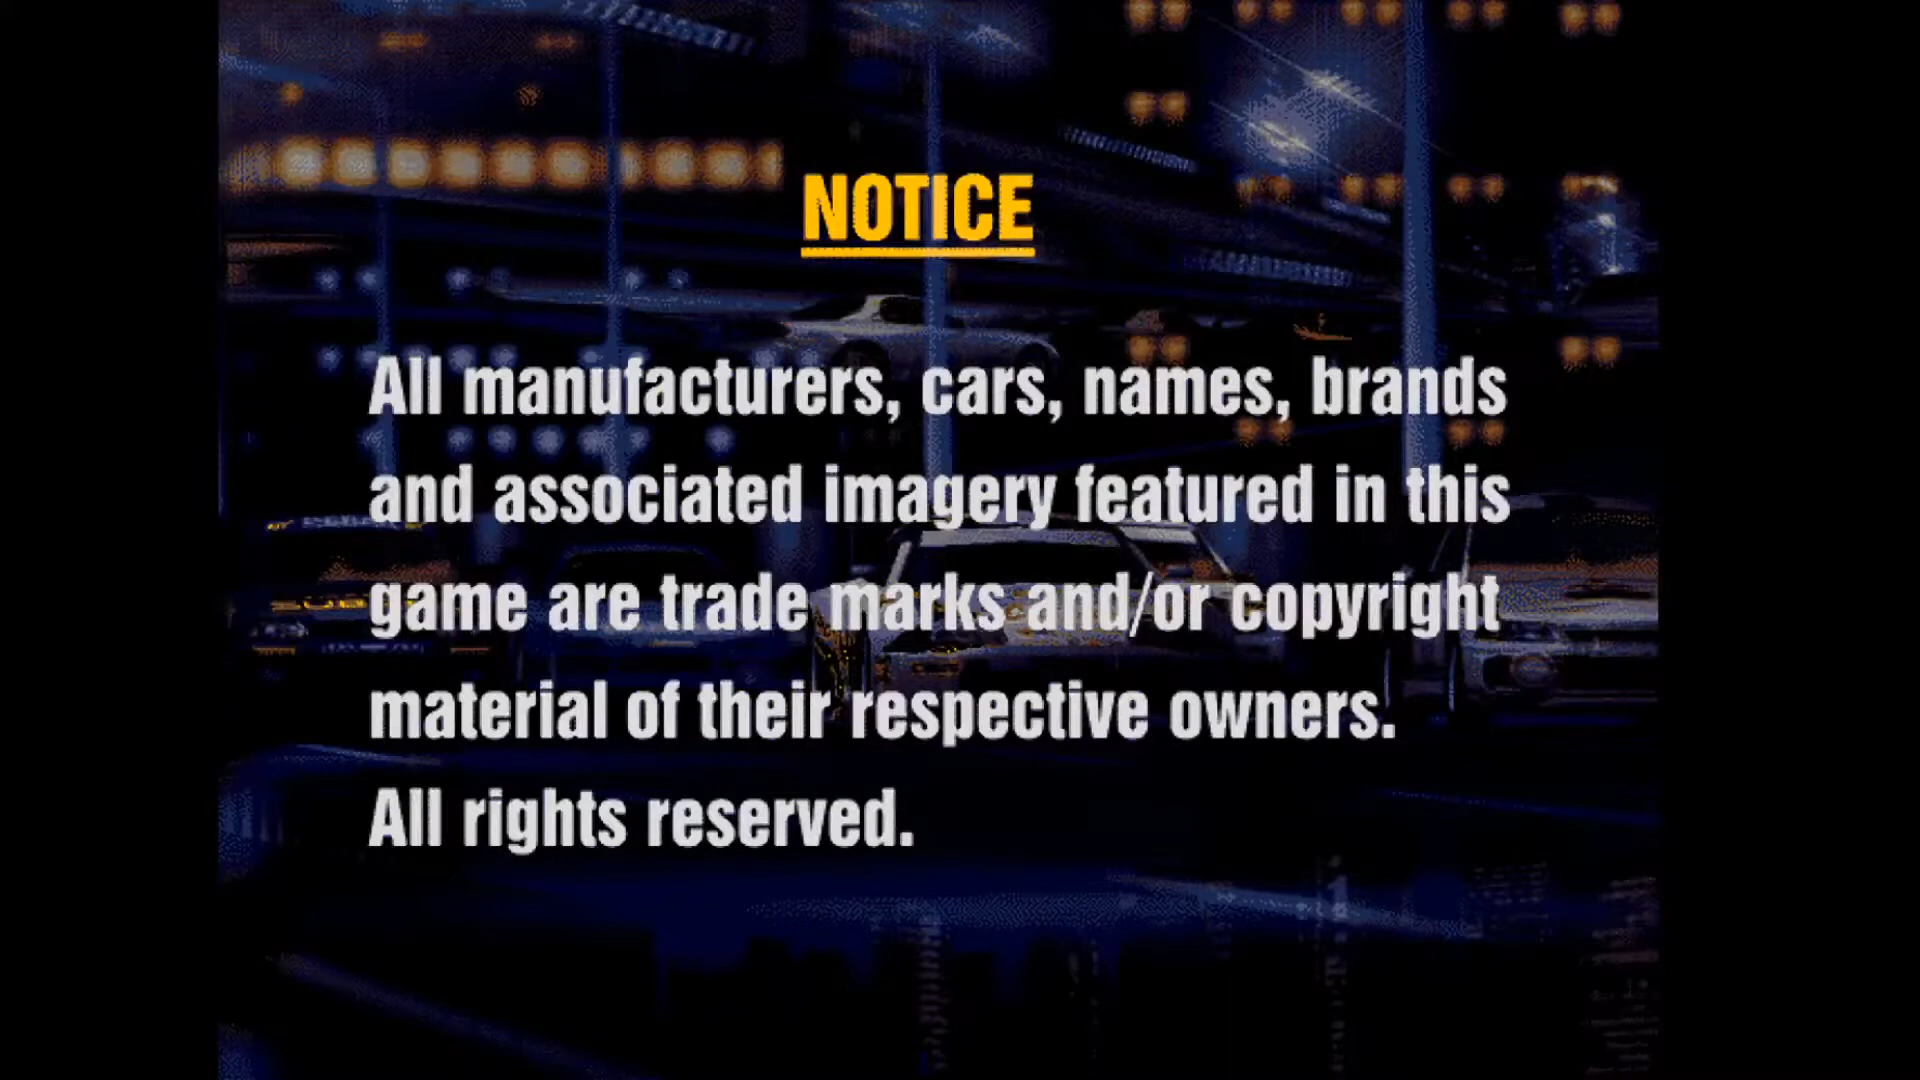 NOTICE
All manufacturers, cars, names, brands
and associated imagery featured in this
game are trade marks and/or copyright
material of their respective owners.
All rights reserved.